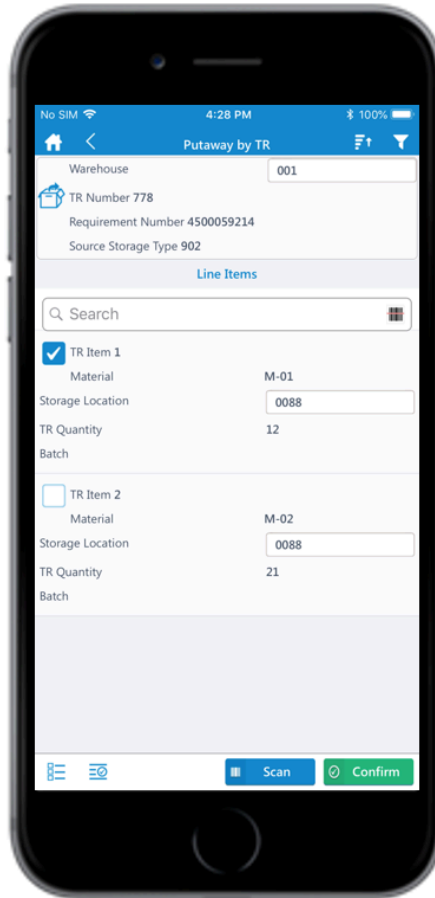 No SIM 4:28 PM 100%
Putaway by TR
Warehouse 001
TR Number 778
Requirement Number 4500059214
Source Storage Type 902
Line Items
Search
TR Item 1
Material M-01
Storage Location 0088
TR Quantity 12
Batch
TR Item 2
Material M-02
Storage Location 0088
TR Quantity 21
Batch
Scan Confirm